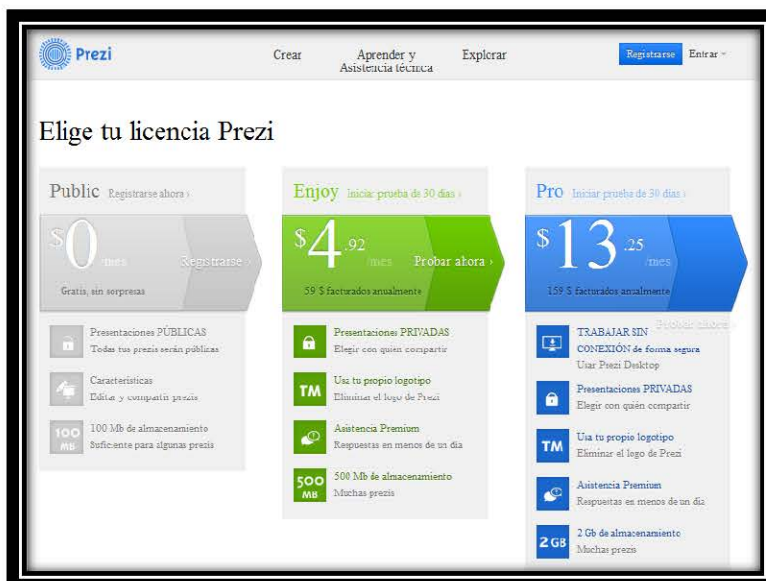 Prezi
Crear
Aprender y
Asistencia técnica
Explorar
Registrarse
Entrar
Elige tu licencia Prezi
Public Registrarse ahora ›
$0 /mes
Registrarse ›
Gratis, sin sorpresas
Presentaciones PÚBLICAS
Todas tus prezis serán públicas
Características
Editar y compartir prezis
100 MB
100 Mb de almacenamiento
Suficiente para algunas prezis
Enjoy Iniciar prueba de 30 días ›
$4.92 /mes
Probar ahora ›
59 $ facturados anualmente
Presentaciones PRIVADAS
Elegir con quien compartir
TM
Usa tu propio logotipo
Eliminar el logo de Prezi
Asistencia Premium
Respuestas en menos de un día
500 MB
500 Mb de almacenamiento
Muchas prezis
Pro Iniciar prueba de 30 días ›
$13.25 /mes
159 $ facturados anualmente
Probar ahora ›
TRABAJAR SIN
CONEXIÓN de forma segura
Usar Prezi Desktop
Presentaciones PRIVADAS
Elegir con quién compartir
TM
Usa tu propio logotipo
Eliminar el logo de Prezi
Asistencia Premium
Respuestas en menos de un día
2 GB
2 Gb de almacenamiento
Muchas prezis